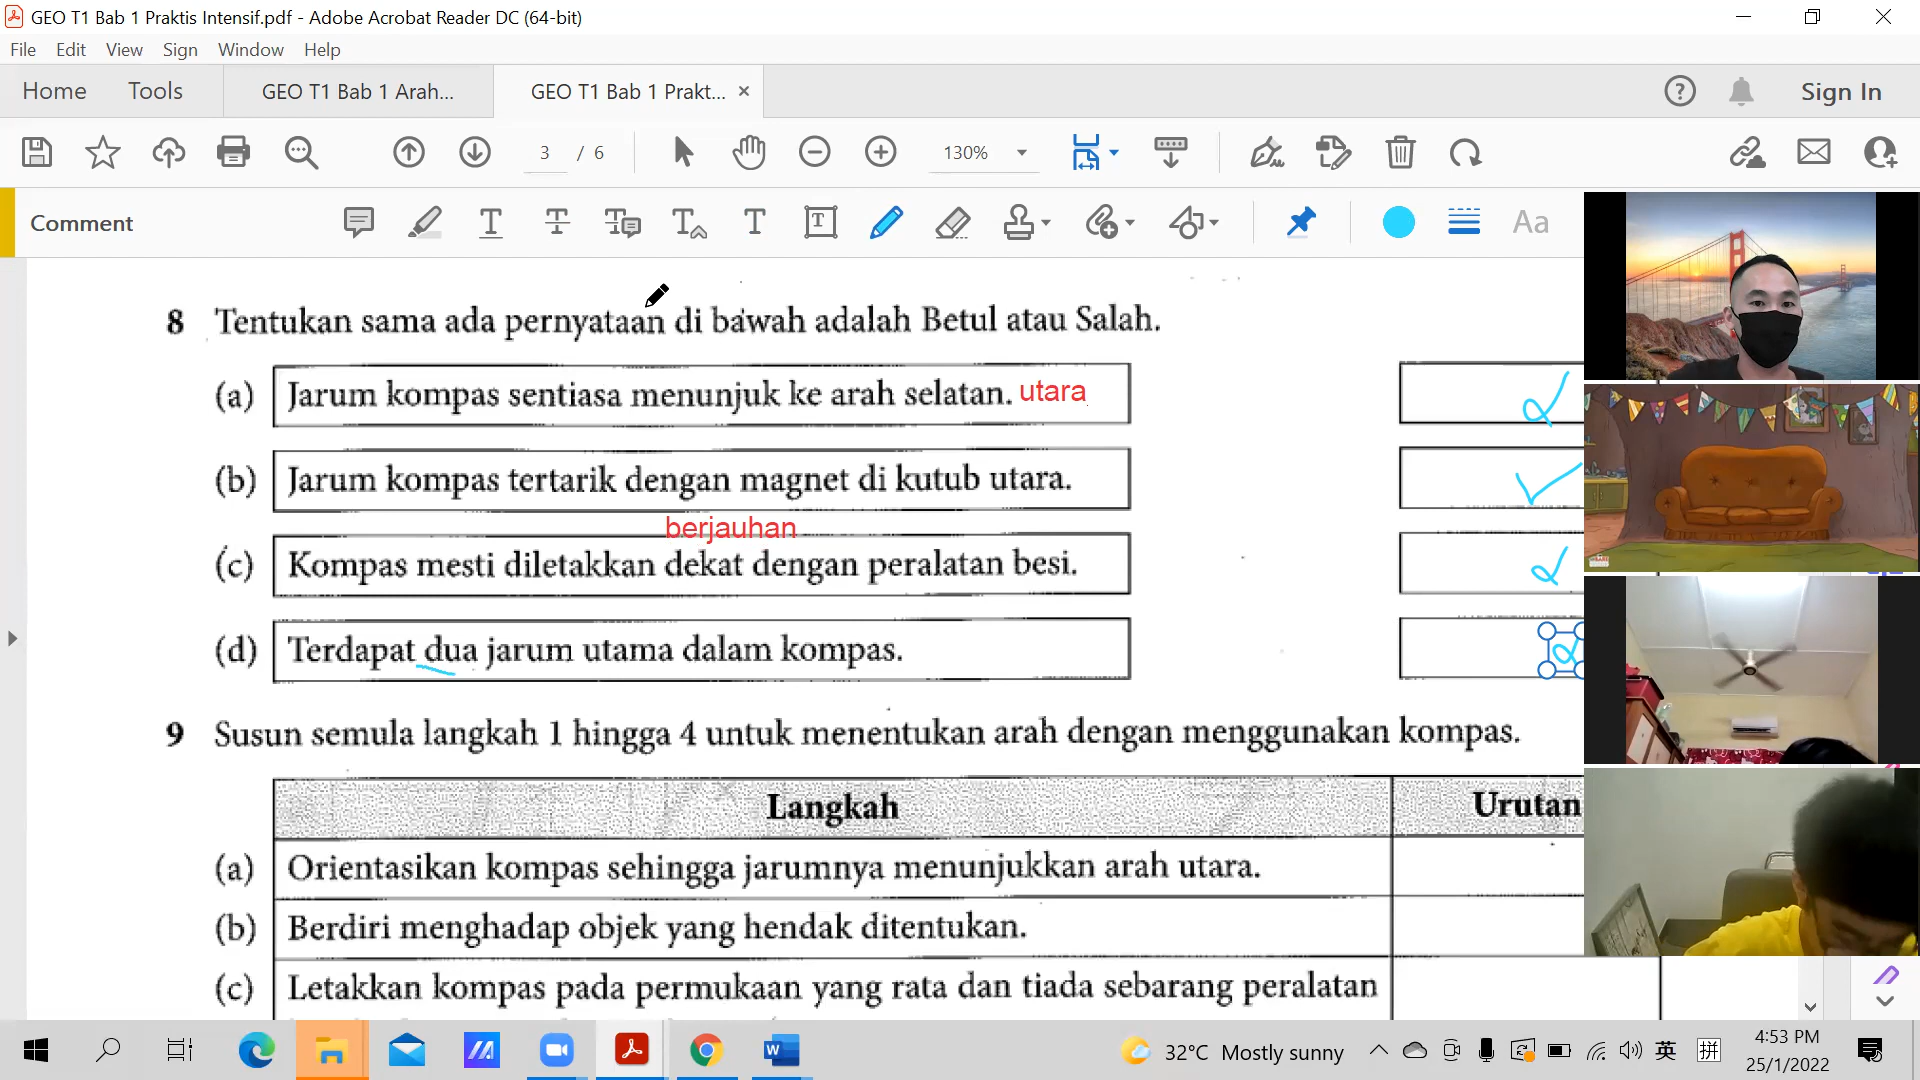 GEO T1 Bab 1 Praktis Intensif.pdf - Adobe Acrobat Reader DC (64-bit)
File Edit View Sign Window Help
Home Tools GEO T1 Bab 1 Arah... GEO T1 Bab 1 Prakt... × Sign In
3 / 6 130%
Comment Aa
8 Tentukan sama ada pernyataan di bawah adalah Betul atau Salah.
(a) Jarum kompas sentiasa menunjuk ke arah selatan. utara
(b) Jarum kompas tertarik dengan magnet di kutub utara.
berjauhan
(c) Kompas mesti diletakkan dekat dengan peralatan besi.
(d) Terdapat dua jarum utama dalam kompas.
9 Susun semula langkah 1 hingga 4 untuk menentukan arah dengan menggunakan kompas.
Langkah Urutan
(a) Orientasikan kompas sehingga jarumnya menunjukkan arah utara.
(b) Berdiri menghadap objek yang hendak ditentukan.
(c) Letakkan kompas pada permukaan yang rata dan tiada sebarang peralatan
32°C Mostly sunny 英 拼 4:53 PM
25/1/2022